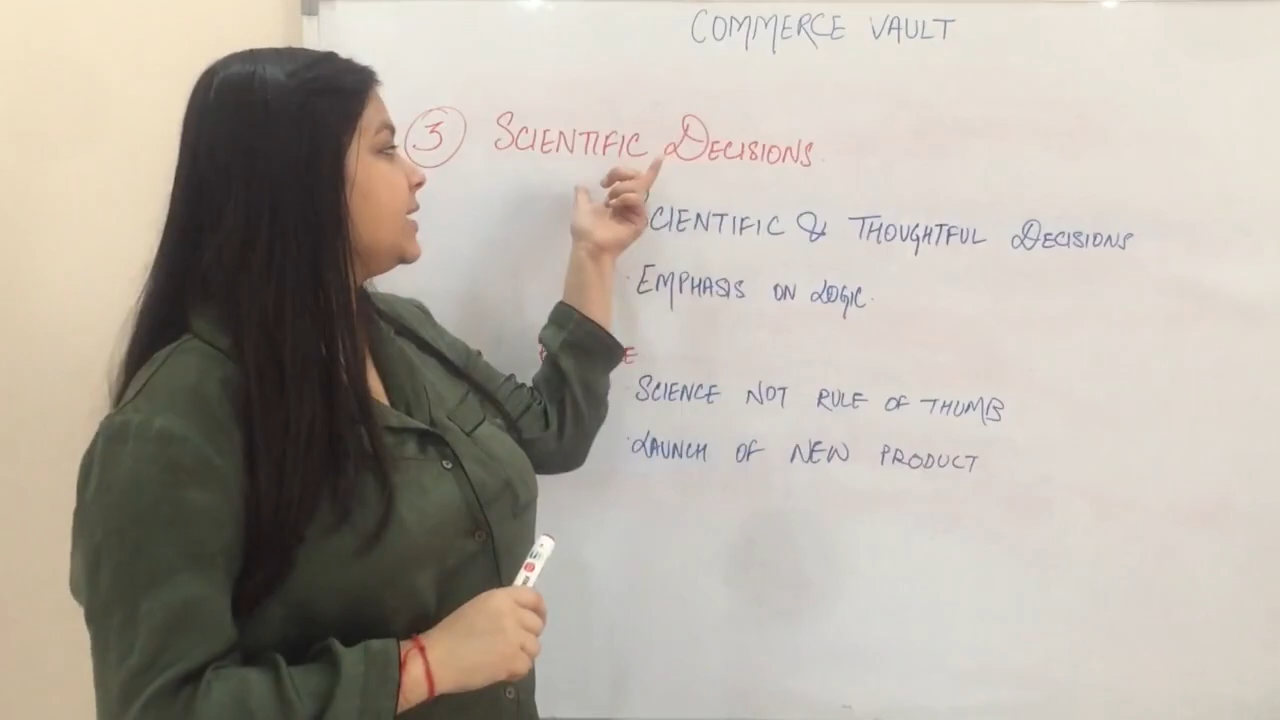 COMMERCE VAULT
3 SCIENTIFIC DECISIONS
SCIENTIFIC & THOUGHTFUL DECISIONS
EMPHASIS ON LOGIC.
SCIENCE NOT RULE OF THUMB
LAUNCH OF NEW PRODUCT